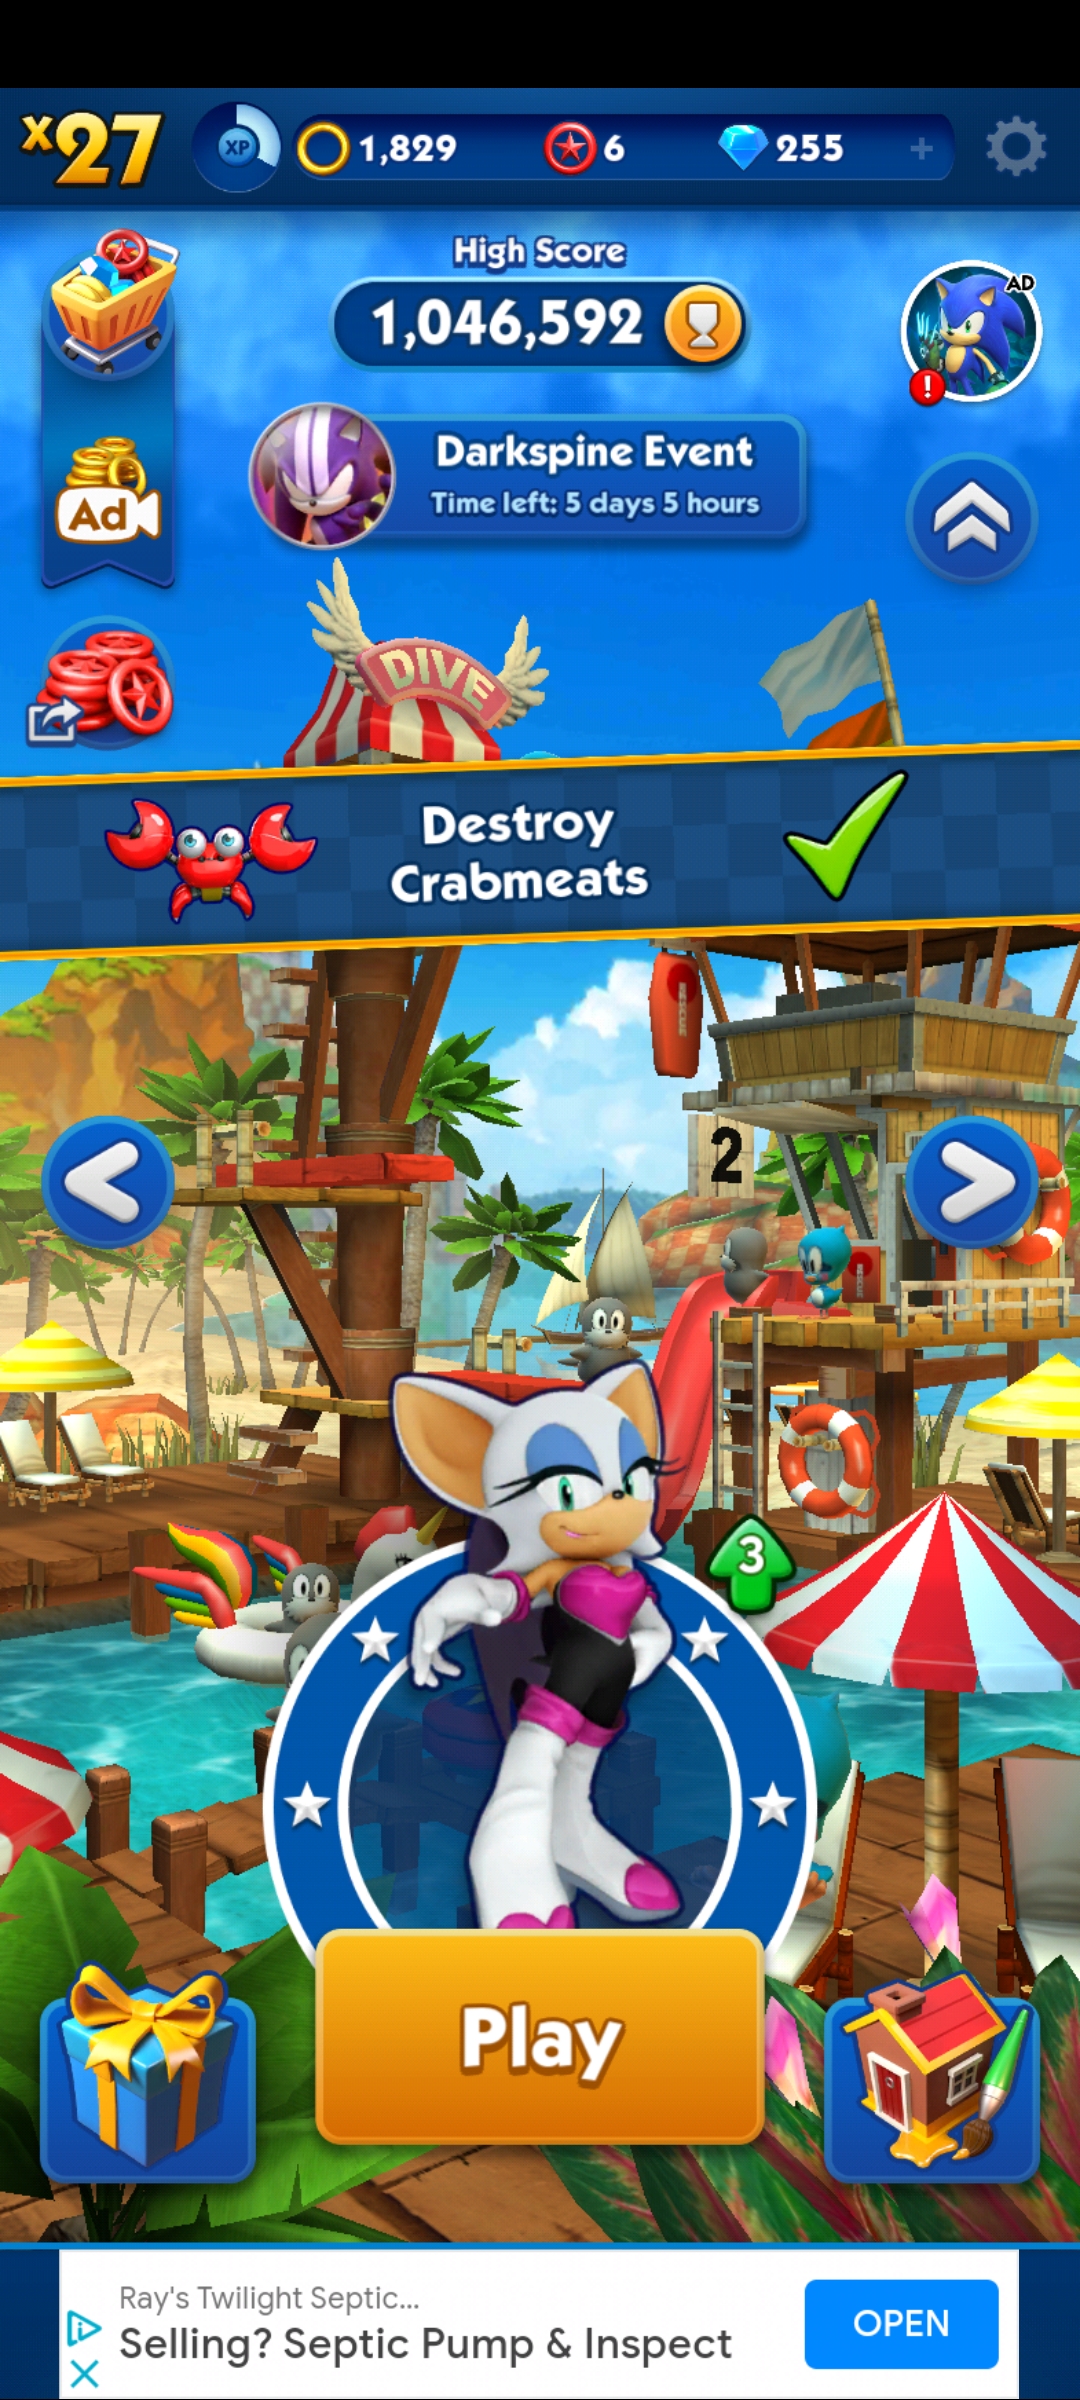 x27
XP
1,829
6
255
+
High Score
1,046,592
AD
!
Darkspine Event
Time left: 5 days 5 hours
Ad
DIVE
Destroy
Crabmeats
2
3
Play
Ray's Twilight Septic...
Selling? Septic Pump & Inspect
OPEN